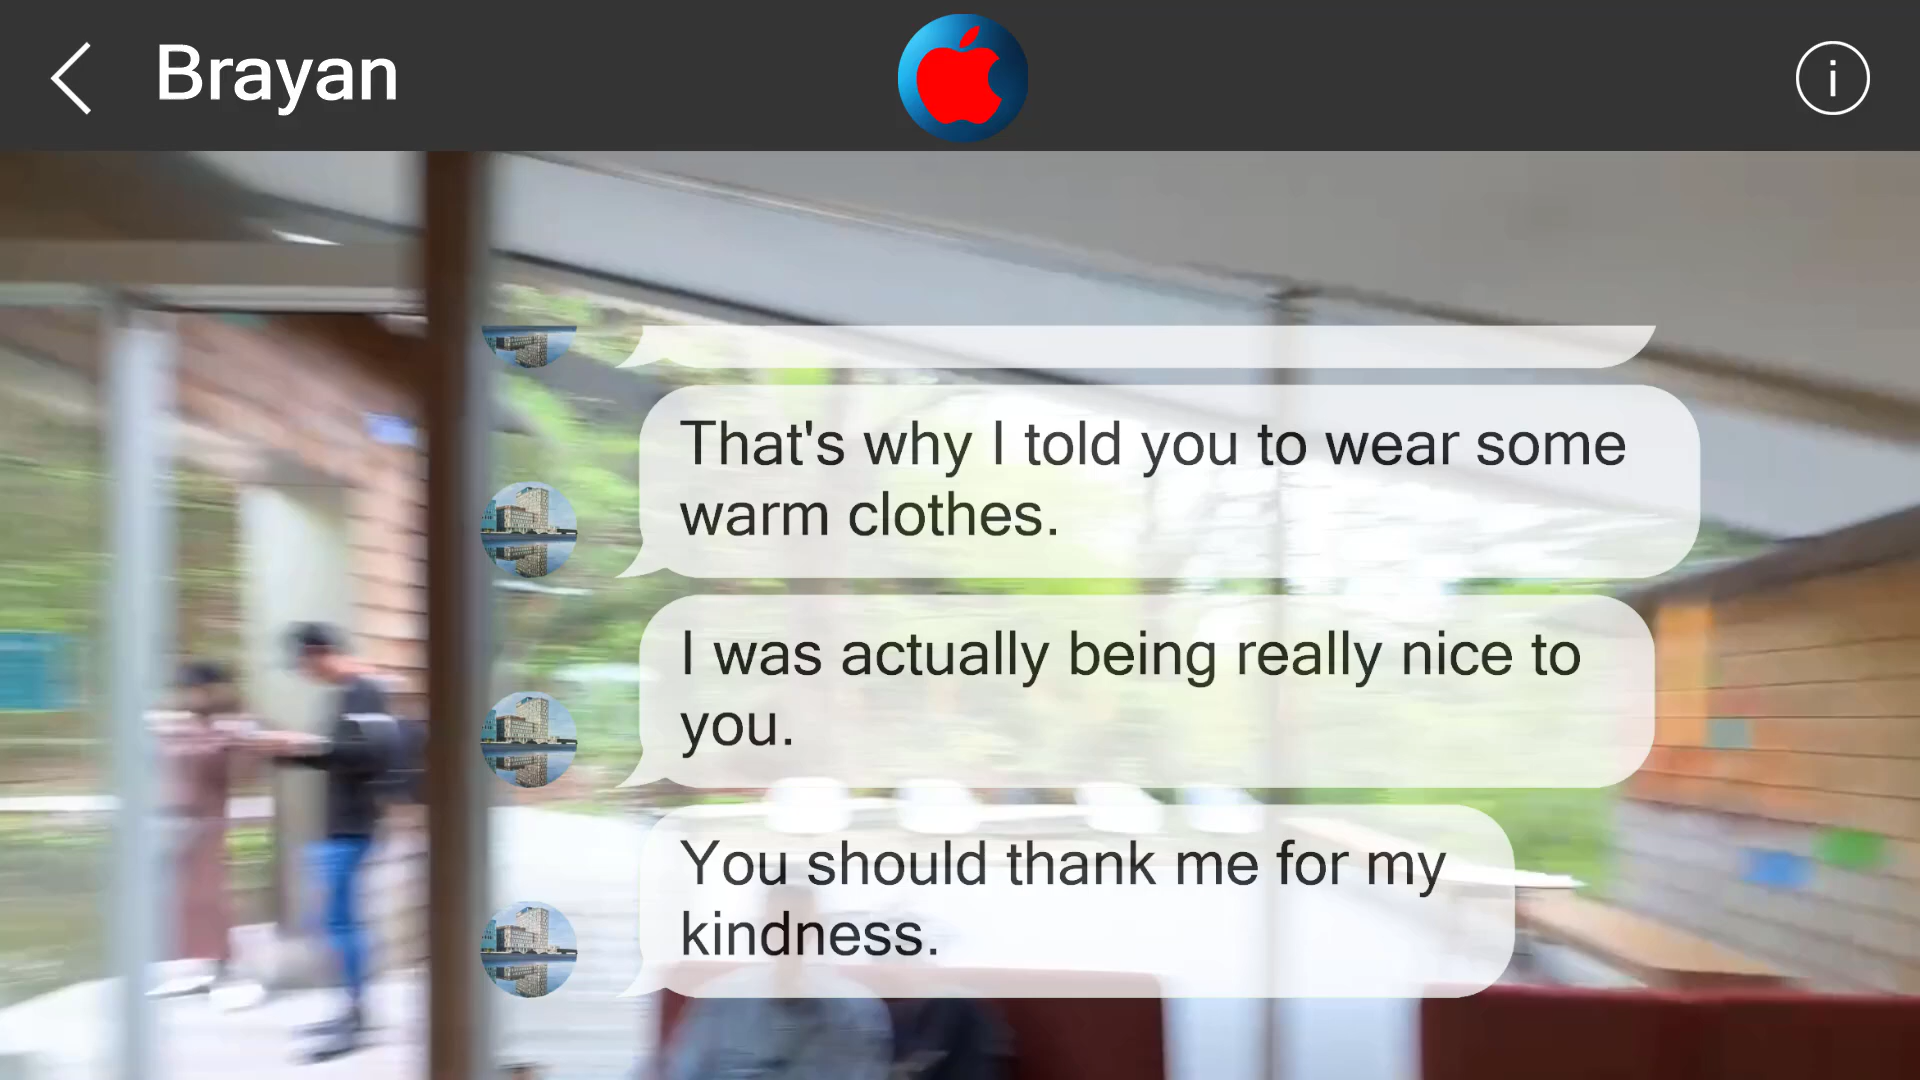 Brayan
That's why I told you to wear some
warm clothes.
I was actually being really nice to
you.
You should thank me for my
kindness.